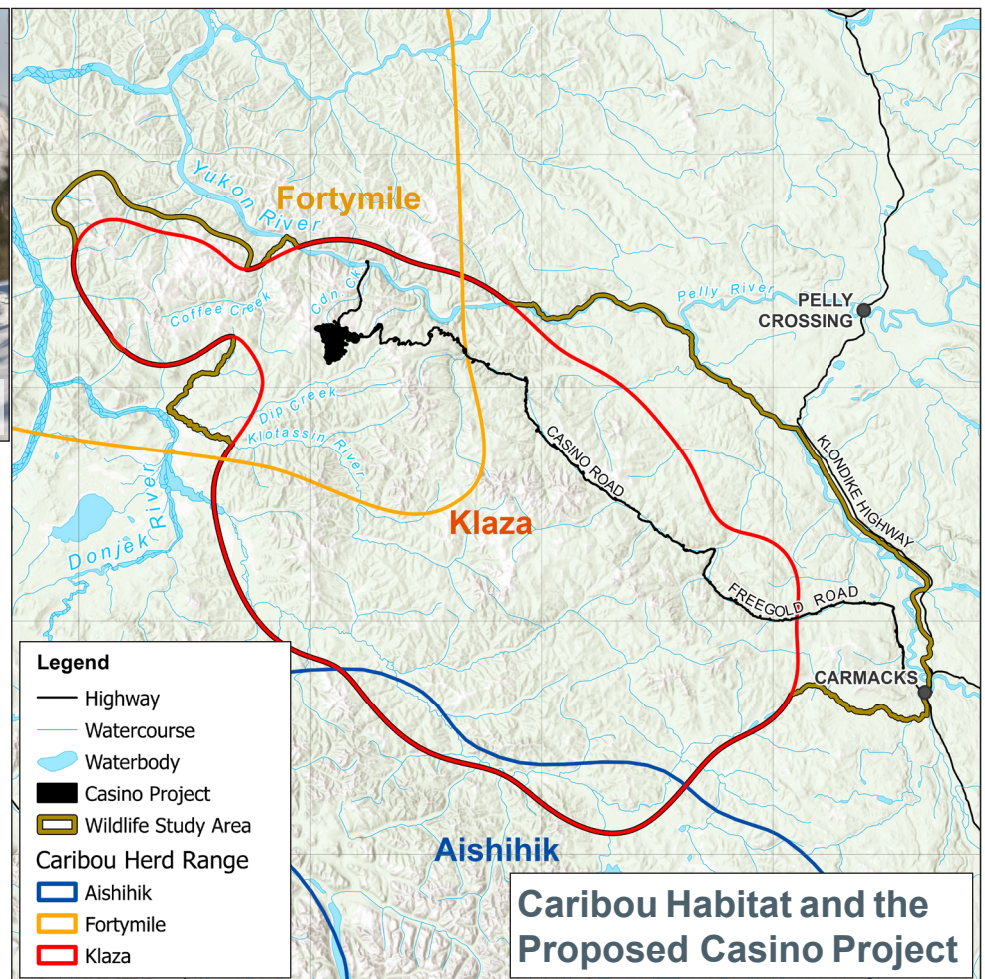 Yukon River
Fortymile
Coffee Creek
Cdn. Ck
Pelly River
PELLY
CROSSING
Dip Creek
Klotassin River
CASINO ROAD
KLONDIKE HIGHWAY
Klaza
Donjek River
FREEGOLD ROAD
CARMACKS
Aishihik
Legend
Highway
Watercourse
Waterbody
Casino Project
Wildlife Study Area
Caribou Herd Range
Aishihik
Fortymile
Klaza
Caribou Habitat and the
Proposed Casino Project